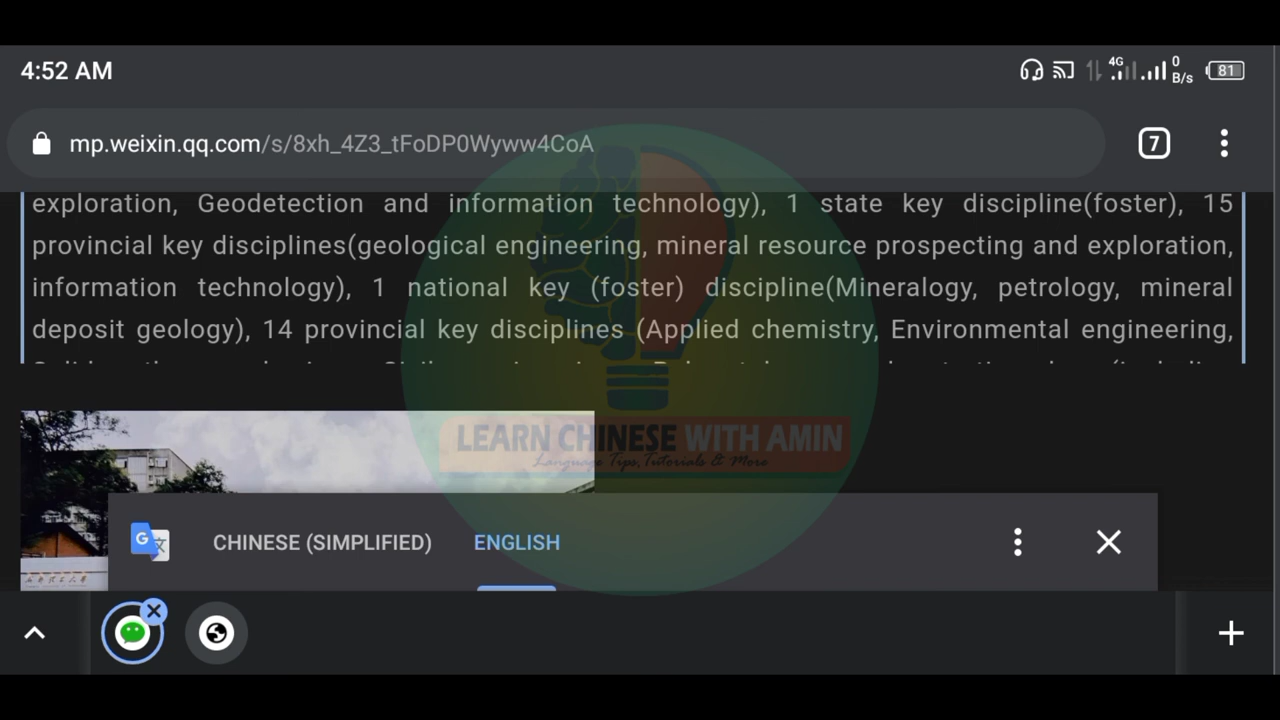 4:52 AM
4G
0
B/s
81
mp.weixin.qq.com/s/8xh_4Z3_tFoDP0Wyww4CoA
7
exploration, Geodetection and information technology), 1 state key discipline(foster), 15
provincial key disciplines(geological engineering, mineral resource prospecting and exploration,
information technology), 1 national key (foster) discipline(Mineralogy, petrology, mineral
deposit geology), 14 provincial key disciplines (Applied chemistry, Environmental engineering,
LEARN CHINESE WITH AMIN
Language Tips, Tutorials & More
G 文
CHINESE (SIMPLIFIED)
ENGLISH